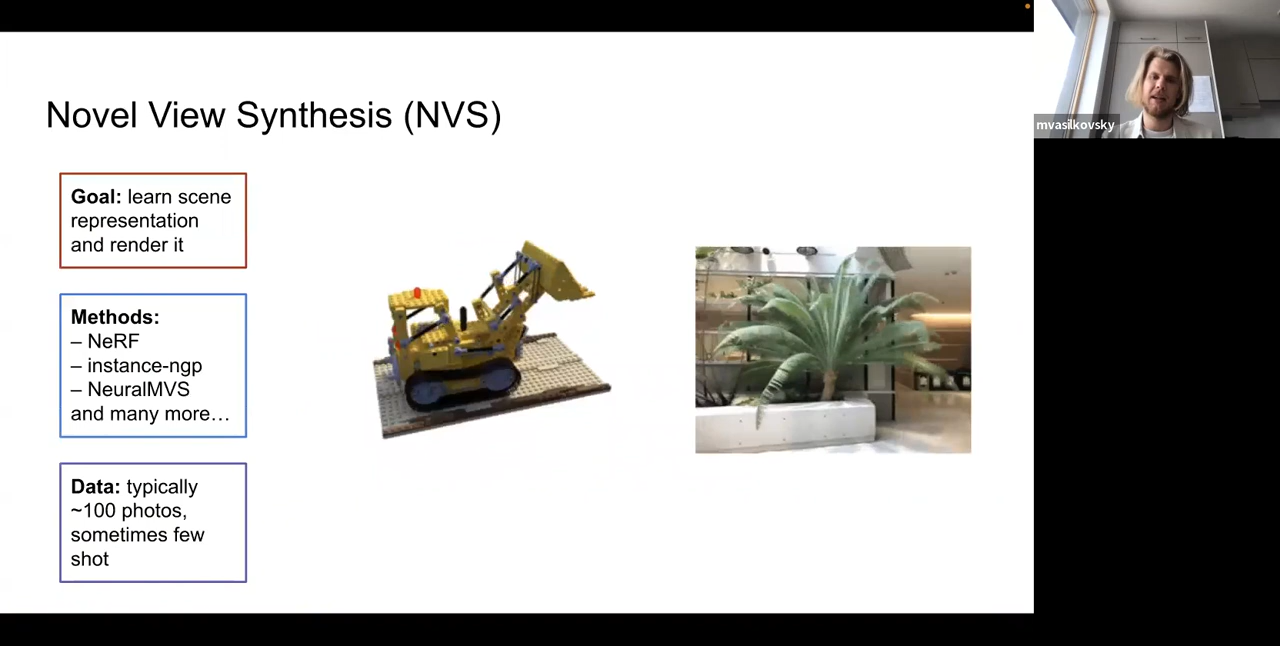 Novel View Synthesis (NVS)
Goal: learn scene
representation
and render it
Methods:
– NeRF
– instance-ngp
– NeuralMVS
and many more…
Data: typically
~100 photos,
sometimes few
shot
mvasilkovsky